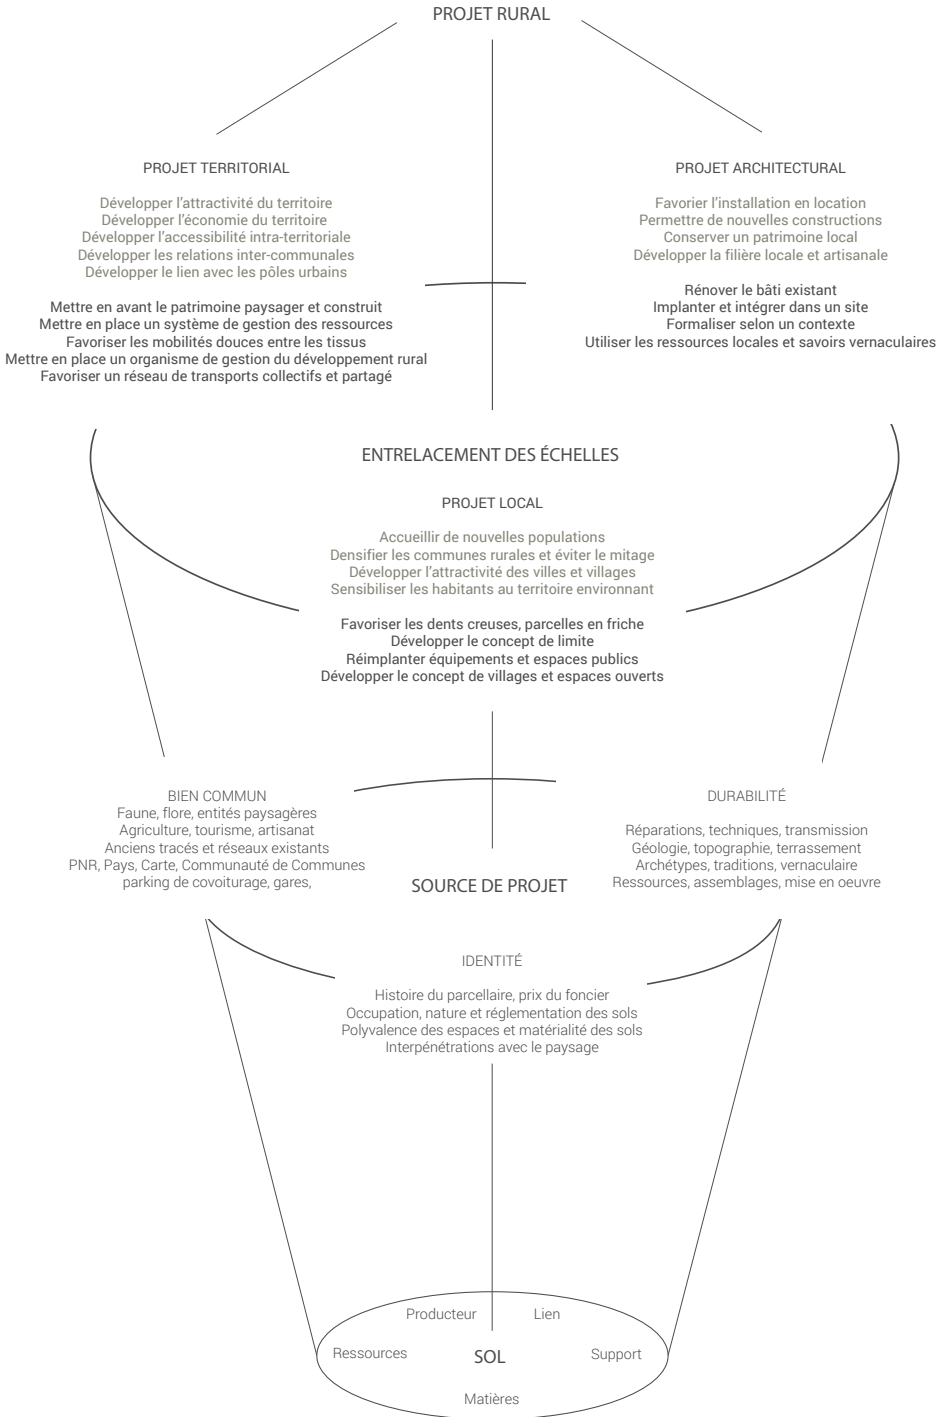 PROJET RURAL
PROJET TERRITORIAL
Développer l'attractivité du territoire
Développer l'économie du territoire
Développer l'accessibilité intra-territoriale
Développer les relations inter-communales
Développer le lien avec les pôles urbains
Mettre en avant le patrimoine paysager et construit
Mettre en place un système de gestion des ressources
Favoriser les mobilités douces entre les tissus
Mettre en place un organisme de gestion du développement rural
Favoriser un réseau de transports collectifs et partagé
PROJET ARCHITECTURAL
Favorier l'installation en location
Permettre de nouvelles constructions
Conserver un patrimoine local
Développer la filière locale et artisanale
Rénover le bâti existant
Implanter et intégrer dans un site
Formaliser selon un contexte
Utiliser les ressources locales et savoirs vernaculaires
ENTRELACEMENT DES ÉCHELLES
PROJET LOCAL
Accueillir de nouvelles populations
Densifier les communes rurales et éviter le mitage
Développer l'attractivité des villes et villages
Sensibiliser les habitants au territoire environnant
Favoriser les dents creuses, parcelles en friche
Développer le concept de limite
Réimplanter équipements et espaces publics
Développer le concept de villages et espaces ouverts
BIEN COMMUN
Faune, flore, entités paysagères
Agriculture, tourisme, artisanat
Anciens tracés et réseaux existants
PNR, Pays, Carte, Communauté de Communes
parking de covoiturage, gares,
DURABILITÉ
Réparations, techniques, transmission
Géologie, topographie, terrassement
Archétypes, traditions, vernaculaire
Ressources, assemblages, mise en oeuvre
SOURCE DE PROJET
IDENTITÉ
Histoire du parcellaire, prix du foncier
Occupation, nature et réglementation des sols
Polyvalence des espaces et matérialité des sols
Interpénétrations avec le paysage
Producteur
Lien
Ressources
SOL
Support
Matières